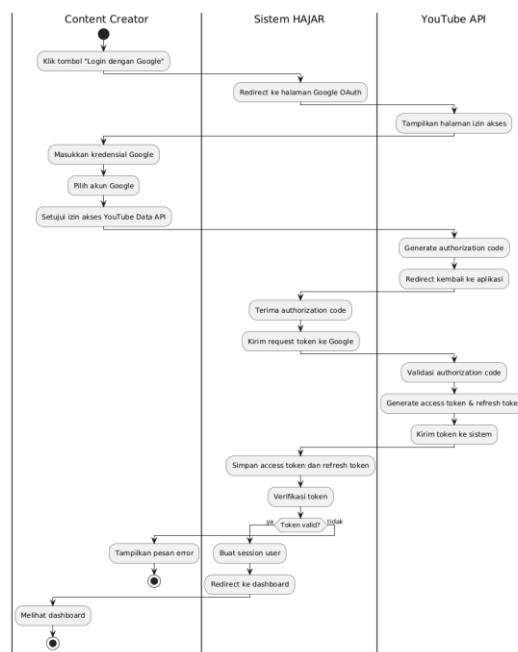 Content Creator
Sistem HAJAR
YouTube API
Klik tombol "Login dengan Google"
Redirect ke halaman Google OAuth
Tampilkan halaman izin akses
Masukkan kredensial Google
Pilih akun Google
Setujui izin akses YouTube Data API
Generate authorization code
Redirect kembali ke aplikasi
Terima authorization code
Kirim request token ke Google
Validasi authorization code
Generate access token & refresh token
Kirim token ke sistem
Simpan access token dan refresh token
Verifikasi token
ya
Token valid?
tidak
Tampilkan pesan error
Buat session user
Redirect ke dashboard
Melihat dashboard